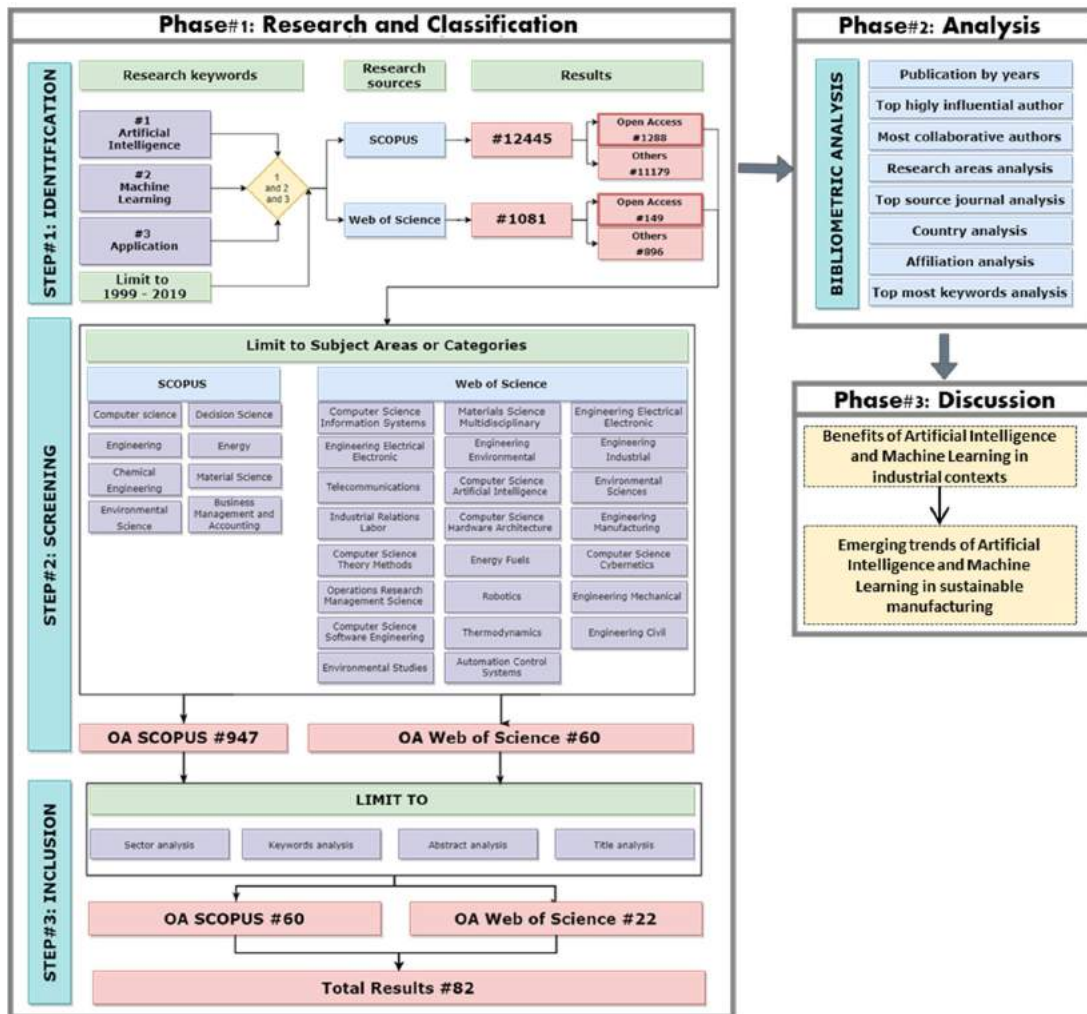 Phase#1: Research and Classification
STEP#1: IDENTIFICATION
Research keywords
Research
sources
Results
#1
Artificial
Intelligence
#2
Machine
Learning
#3
Application
Limit to
1999 - 2019
1
and 2
and 3
SCOPUS
Web of Science
#12445
#1081
Open Access
#1288
Others
#11179
Open Access
#149
Others
#896
STEP#2: SCREENING
Limit to Subject Areas or Categories
SCOPUS
Computer science
Decision Science
Engineering
Energy
Chemical
Engineering
Material Science
Environmental
Science
Business
Management and
Accounting
Web of Science
Computer Science
Information Systems
Materials Science
Multidisciplinary
Engineering Electrical
Electronic
Engineering Electrical
Electronic
Engineering
Environmental
Engineering
Industrial
Telecommunications
Computer Science
Artificial Intelligence
Environmental
Sciences
Industrial Relations
Labor
Computer Science
Hardware Architecture
Engineering
Manufacturing
Computer Science
Theory Methods
Energy Fuels
Computer Science
Cybernetics
Operations Research
Management Science
Robotics
Engineering Mechanical
Computer Science
Software Engineering
Thermodynamics
Engineering Civil
Environmental Studies
Automation Control
Systems
OA SCOPUS #947
OA Web of Science #60
STEP#3: INCLUSION
LIMIT TO
Sector analysis
Keywords analysis
Abstract analysis
Title analysis
OA SCOPUS #60
OA Web of Science #22
Total Results #82
Phase#2: Analysis
BIBLIOMETRIC ANALYSIS
Publication by years
Top higly influential author
Most collaborative authors
Research areas analysis
Top source journal analysis
Country analysis
Affiliation analysis
Top most keywords analysis
Phase#3: Discussion
Benefits of Artificial Intelligence
and Machine Learning in
industrial contexts
Emerging trends of Artificial
Intelligence and Machine
Learning in sustainable
manufacturing